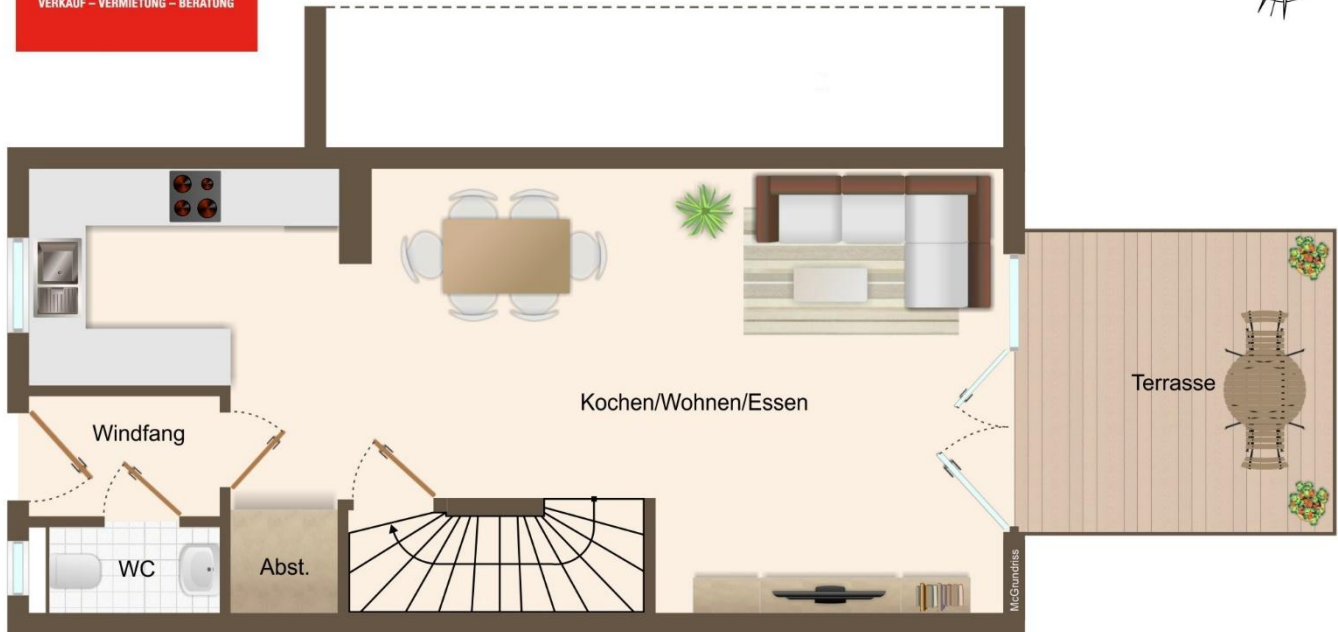 VERKAUF – VERMIETUNG – BERATUNG
Kochen/Wohnen/Essen
Terrasse
Windfang
WC
Abst.
McGrundriss